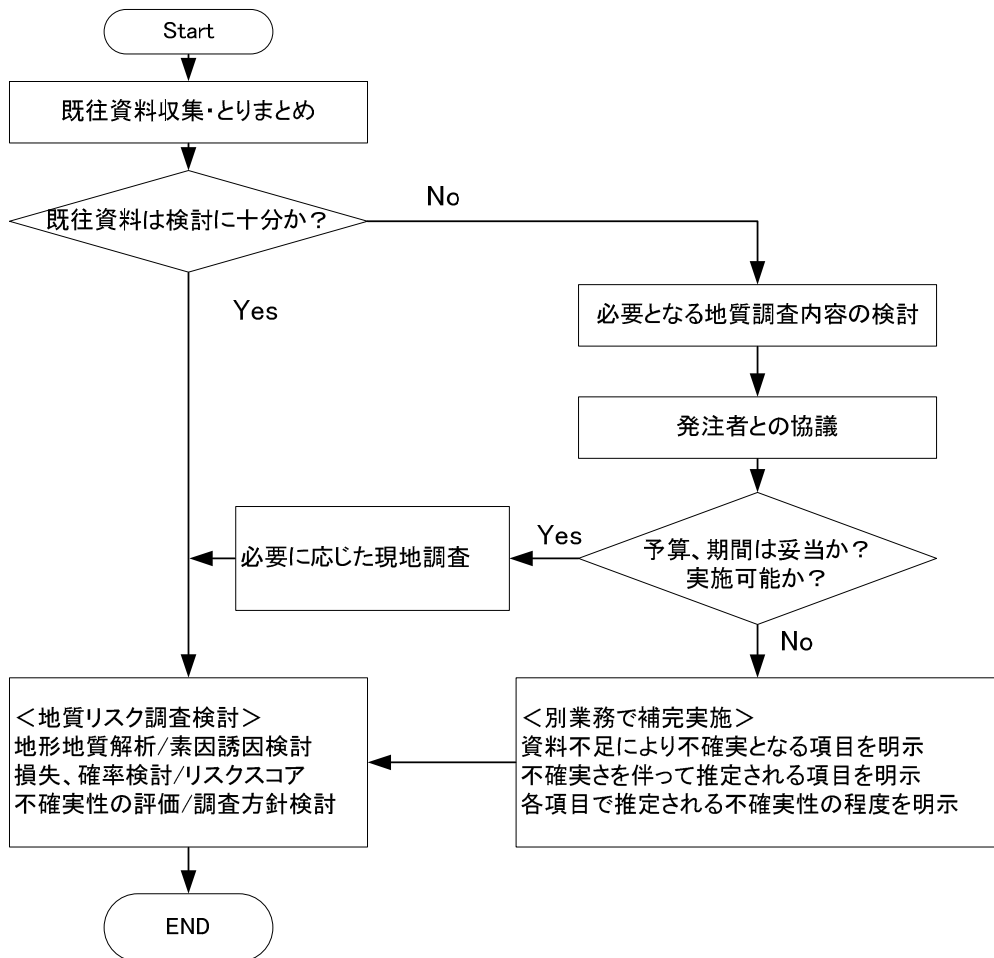 Start
既往資料収集・とりまとめ
既往資料は検討に十分か？
No
Yes
必要となる地質調査内容の検討
発注者との協議
予算、期間は妥当か？
実施可能か？
Yes
必要に応じた現地調査
No
＜地質リスク調査検討＞
地形地質解析/素因誘因検討
損失、確率検討/リスクスコア
不確実性の評価/調査方針検討
＜別業務で補完実施＞
資料不足により不確実となる項目を明示
不確実さを伴って推定される項目を明示
各項目で推定される不確実性の程度を明示
END